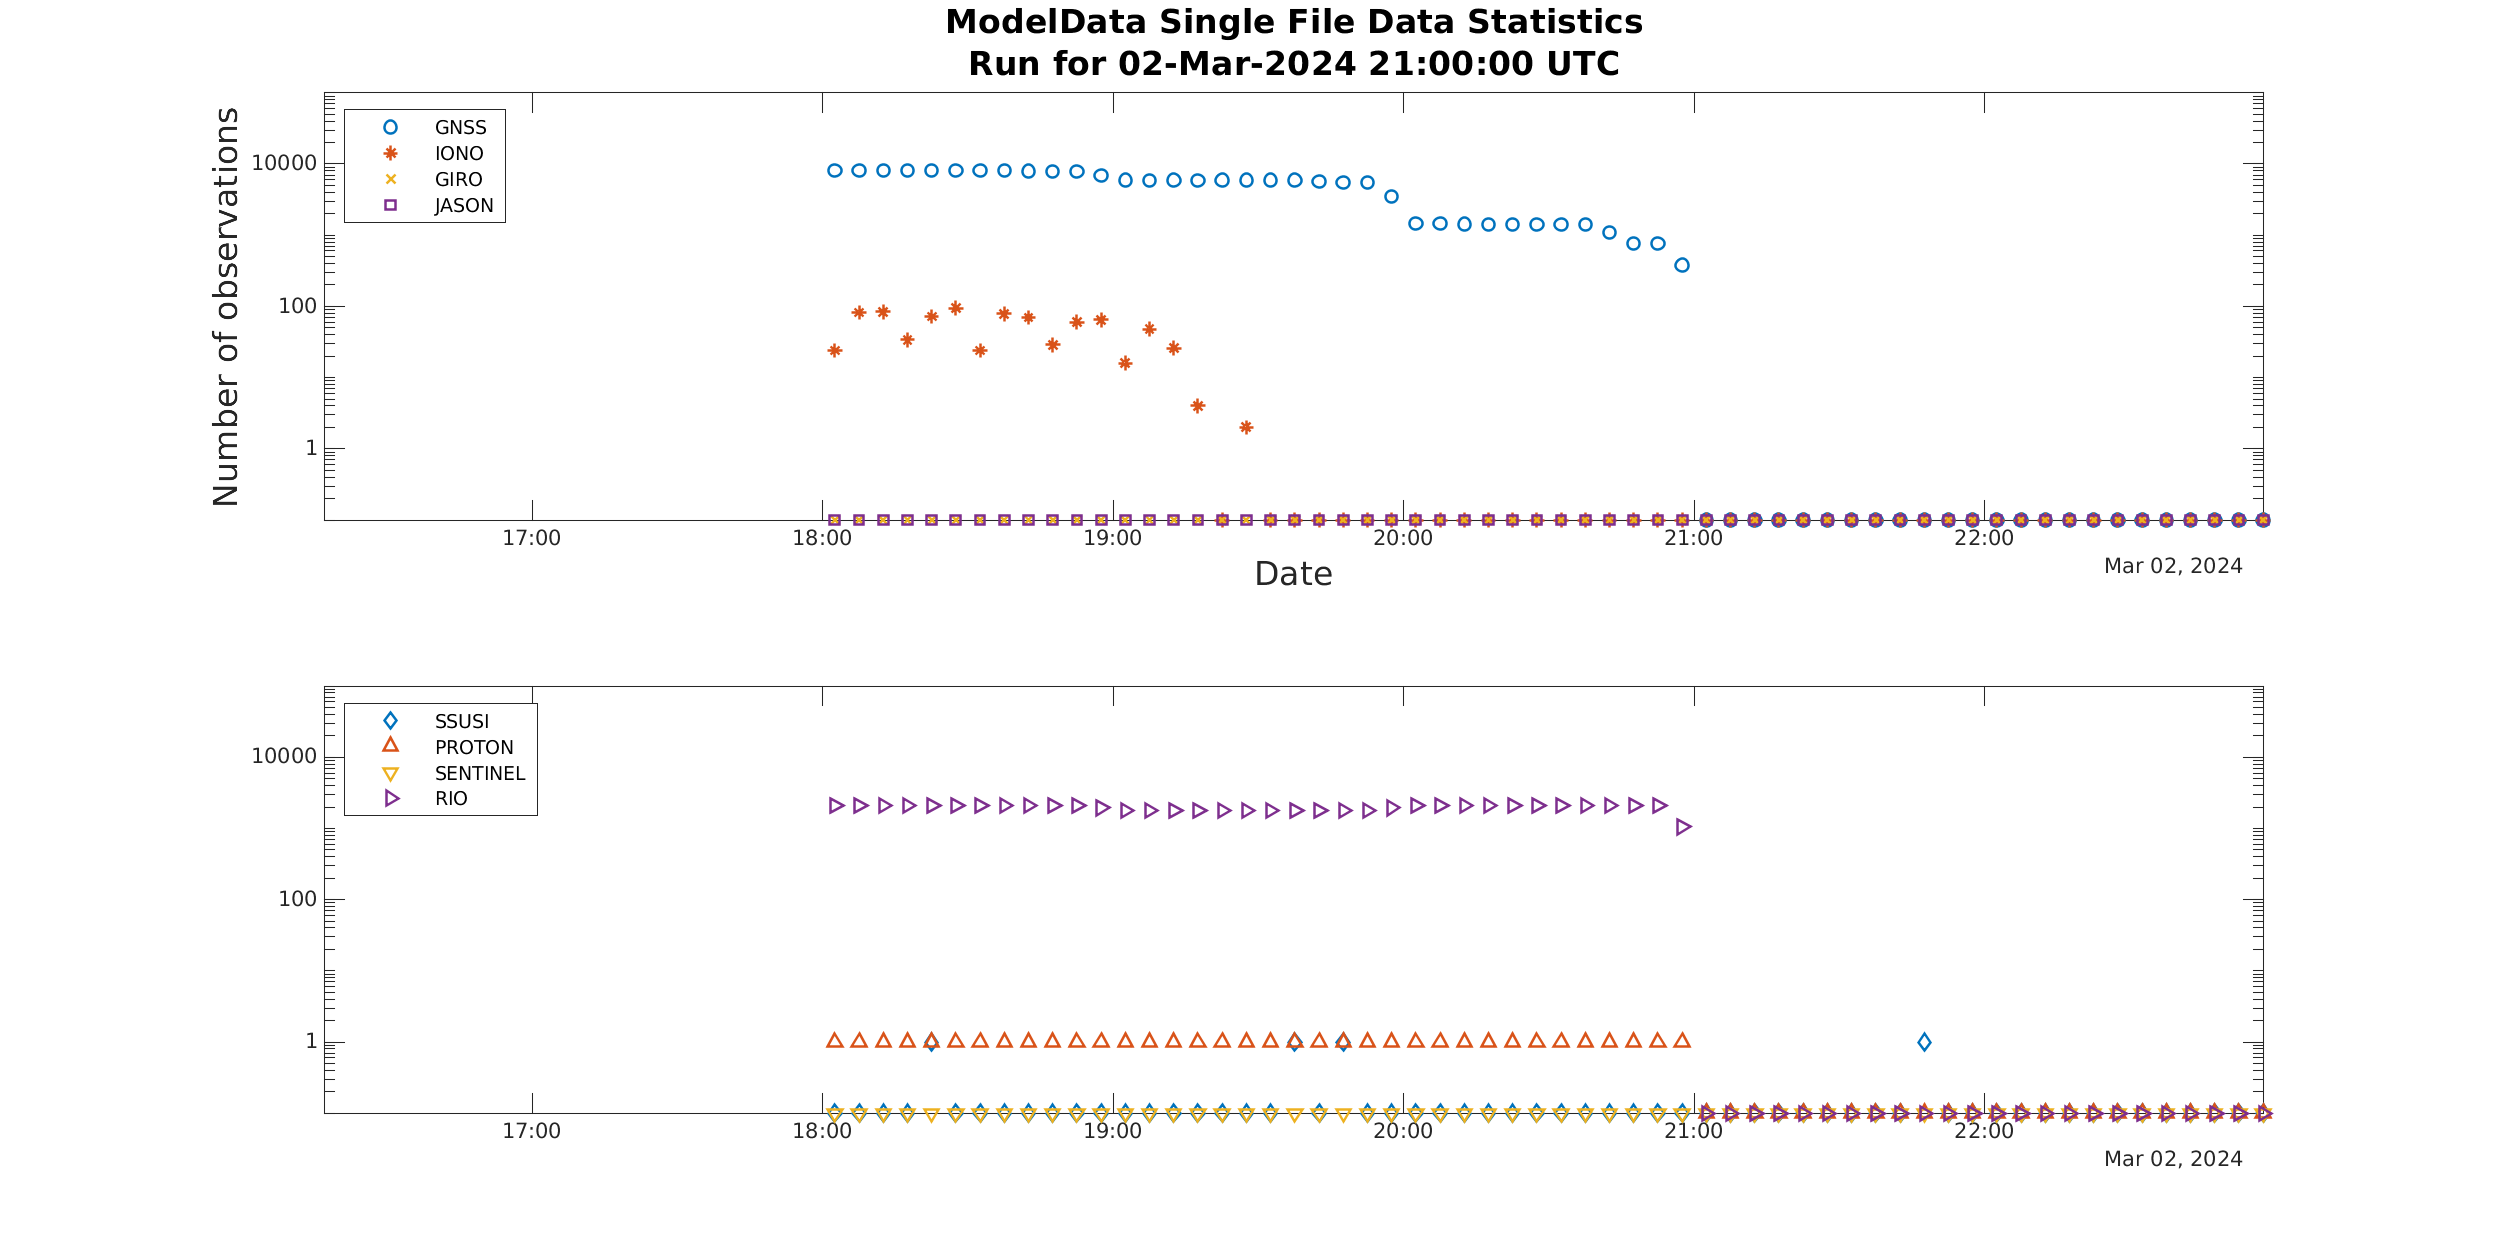 ModelData Single File Data Statistics
Run for 02-Mar-2024 21:00:00 UTC
Number of observations
10000
100
1
GNSS
IONO
GIRO
JASON
17:00 18:00 19:00 20:00 21:00 22:00
Mar 02, 2024
Date
10000
100
1
SSUSI
PROTON
SENTINEL
RIO
17:00 18:00 19:00 20:00 21:00 22:00
Mar 02, 2024